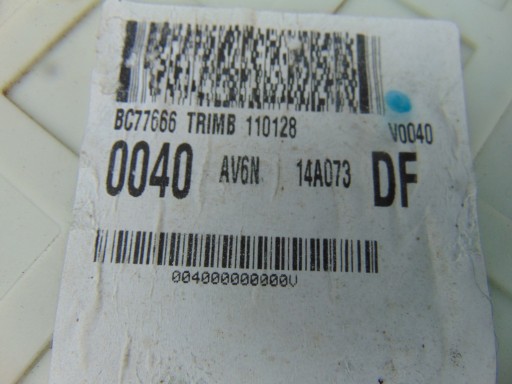 BC77666 TRIMB 110128 V0040
0040 AV6N 14A073 DF
004000000000V